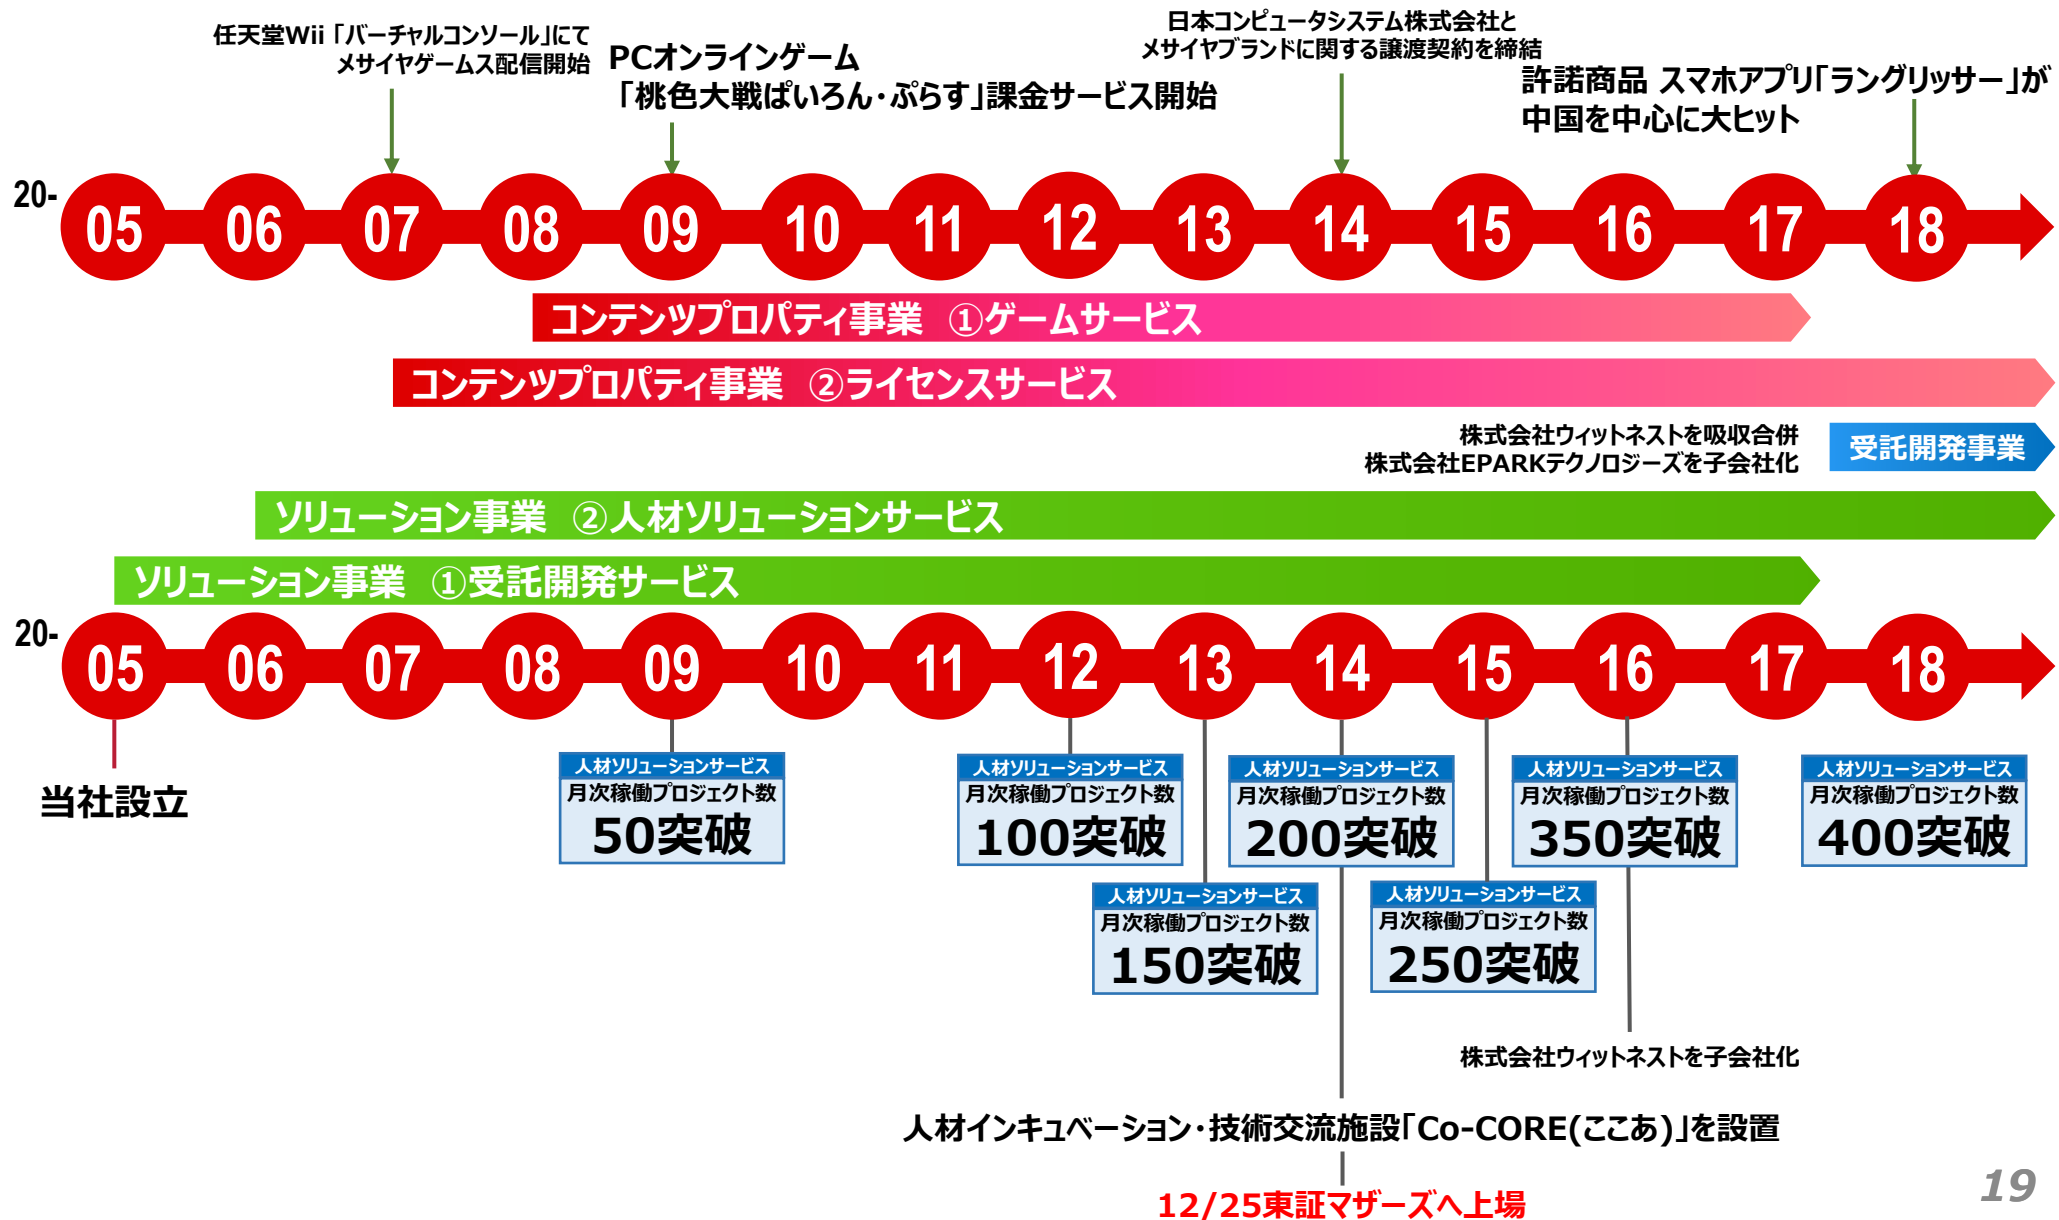 任天堂Wii「バーチャルコンソール」にて
メサイヤゲームス配信開始
PCオンラインゲーム
「桃色大戦ぱいろん・ぷらす」課金サービス開始
日本コンピュータシステム株式会社と
メサイヤブランドに関する譲渡契約を締結
許諾商品 スマホアプリ「ラングリッサー」が
中国を中心に大ヒット
20-
05 06 07 08 09 10 11 12 13 14 15 16 17 18
コンテンツプロパティ事業 ①ゲームサービス
コンテンツプロパティ事業 ②ライセンスサービス
株式会社ウィットネストを吸収合併
株式会社EPARKテクノロジーズを子会社化
受託開発事業
ソリューション事業 ②人材ソリューションサービス
ソリューション事業 ①受託開発サービス
20-
05 06 07 08 09 10 11 12 13 14 15 16 17 18
当社設立
人材ソリューションサービス
月次稼働プロジェクト数
50突破
人材ソリューションサービス
月次稼働プロジェクト数
100突破
人材ソリューションサービス
月次稼働プロジェクト数
150突破
人材ソリューションサービス
月次稼働プロジェクト数
200突破
人材ソリューションサービス
月次稼働プロジェクト数
250突破
人材ソリューションサービス
月次稼働プロジェクト数
350突破
人材ソリューションサービス
月次稼働プロジェクト数
400突破
株式会社ウィットネストを子会社化
人材インキュベーション・技術交流施設「Co-CORE(ここあ)」を設置
12/25東証マザーズへ上場
19